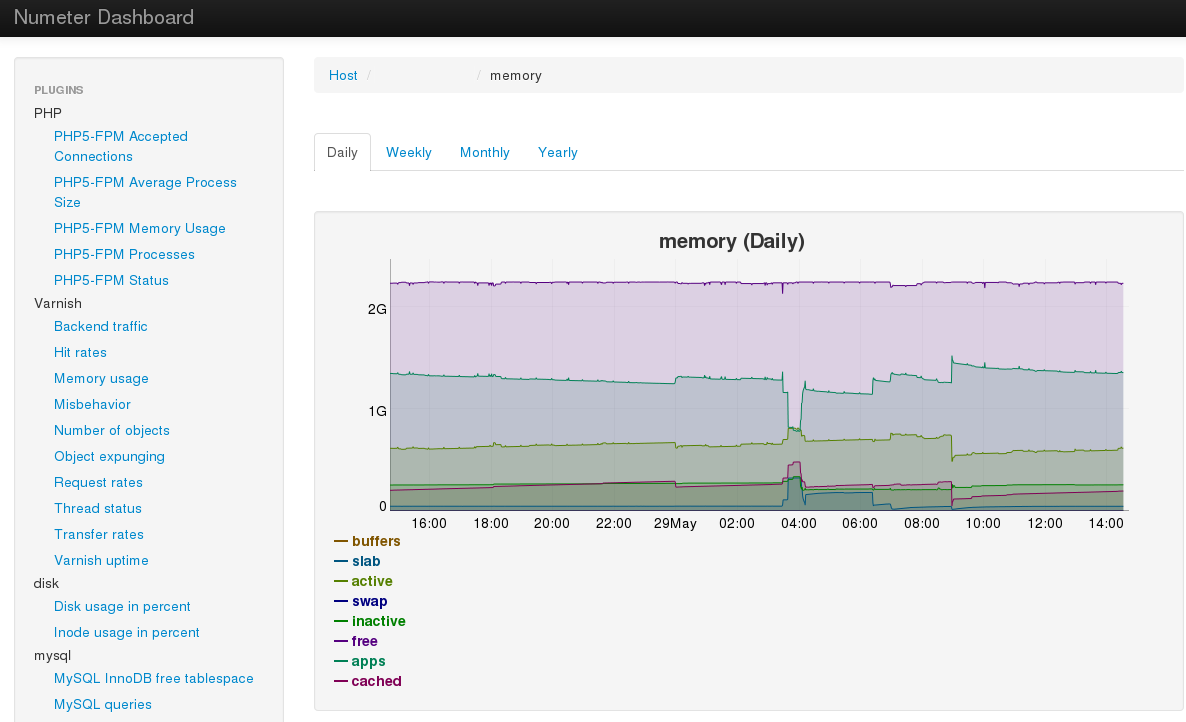 Numeter Dashboard
PLUGINS
PHP
PHP5-FPM Accepted
Connections
PHP5-FPM Average Process
Size
PHP5-FPM Memory Usage
PHP5-FPM Processes
PHP5-FPM Status
Varnish
Backend traffic
Hit rates
Memory usage
Misbehavior
Number of objects
Object expunging
Request rates
Thread status
Transfer rates
Varnish uptime
disk
Disk usage in percent
Inode usage in percent
mysql
MySQL InnoDB free tablespace
MySQL queries
Host / / memory
Daily Weekly Monthly Yearly
memory (Daily)
2G
1G
0
16:00 18:00 20:00 22:00 29May 02:00 04:00 06:00 08:00 10:00 12:00 14:00
buffers
slab
active
swap
inactive
free
apps
cached